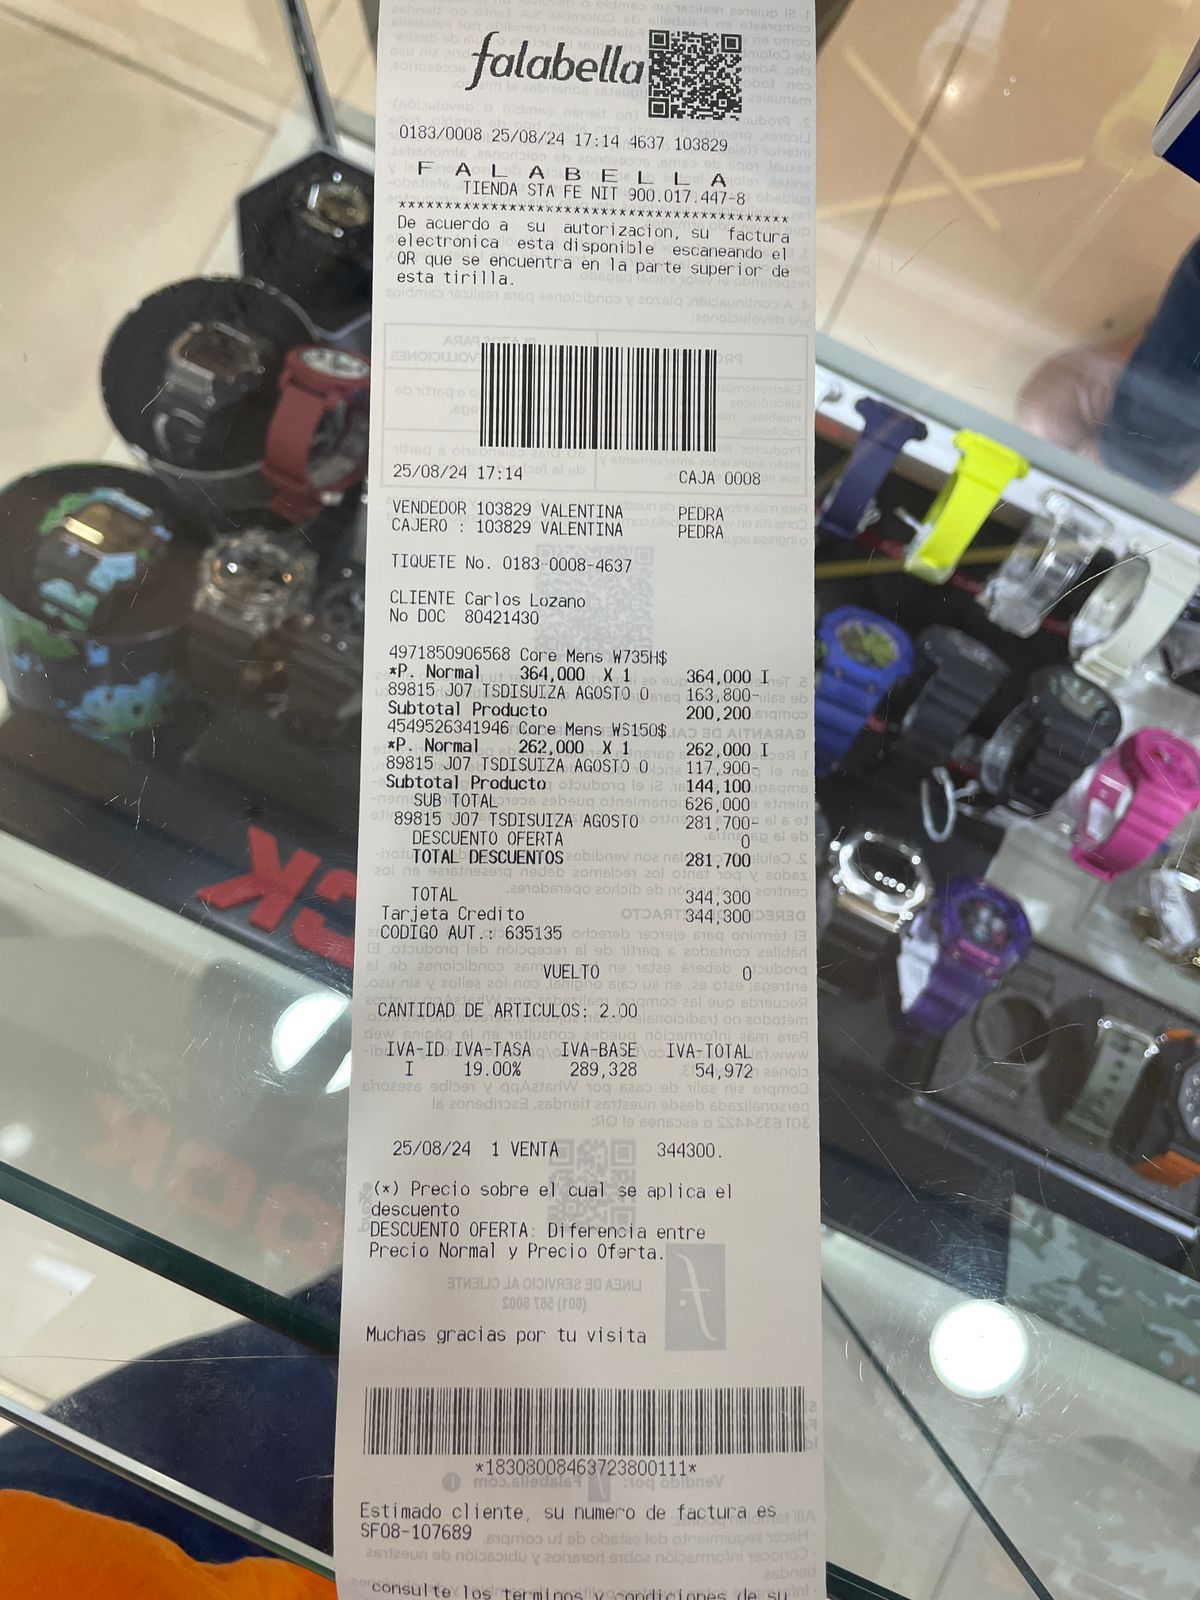 falabella
0183/0008 25/08/24 17:14 4637 103829
F A L A B E L L A
TIENDA STA FE NIT 900.017.447-8
******************************************
De acuerdo a su autorizacion, su factura
electronica esta disponible escaneando el
QR que se encuentra en la parte superior de
esta tirilla.
25/08/24 17:14 CAJA 0008
VENDEDOR 103829 VALENTINA PEDRA
CAJERO : 103829 VALENTINA PEDRA
TIQUETE No. 0183-0008-4637
CLIENTE Carlos Lozano
No DOC 80421430
4971850906568 Core Mens W735H$
*P. Normal 364,000 X 1 364,000 I
89815 J07 TSDISUIZA AGOSTO 0 163,800-
Subtotal Producto 200,200
4549526341946 Core Mens WS150$
*P. Normal 262,000 X 1 262,000 I
89815 J07 TSDISUIZA AGOSTO 0 117,900-
Subtotal Producto 144,100
SUB TOTAL 626,000
89815 J07 TSDISUIZA AGOSTO 281,700-
DESCUENTO OFERTA 0
TOTAL DESCUENTOS 281,700
TOTAL 344,300
Tarjeta Credito 344,300
CODIGO AUT.: 635135
VUELTO 0
CANTIDAD DE ARTICULOS: 2.00
IVA-ID IVA-TASA IVA-BASE IVA-TOTAL
I 19.00% 289,328 54,972
25/08/24 1 VENTA 344300.
(*) Precio sobre el cual se aplica el
descuento
DESCUENTO OFERTA: Diferencia entre
Precio Normal y Precio Oferta.
Muchas gracias por tu visita
*18308008463723800111*
Estimado cliente, su numero de factura es
SF08-107689
consulte los terminos y condiciones de su